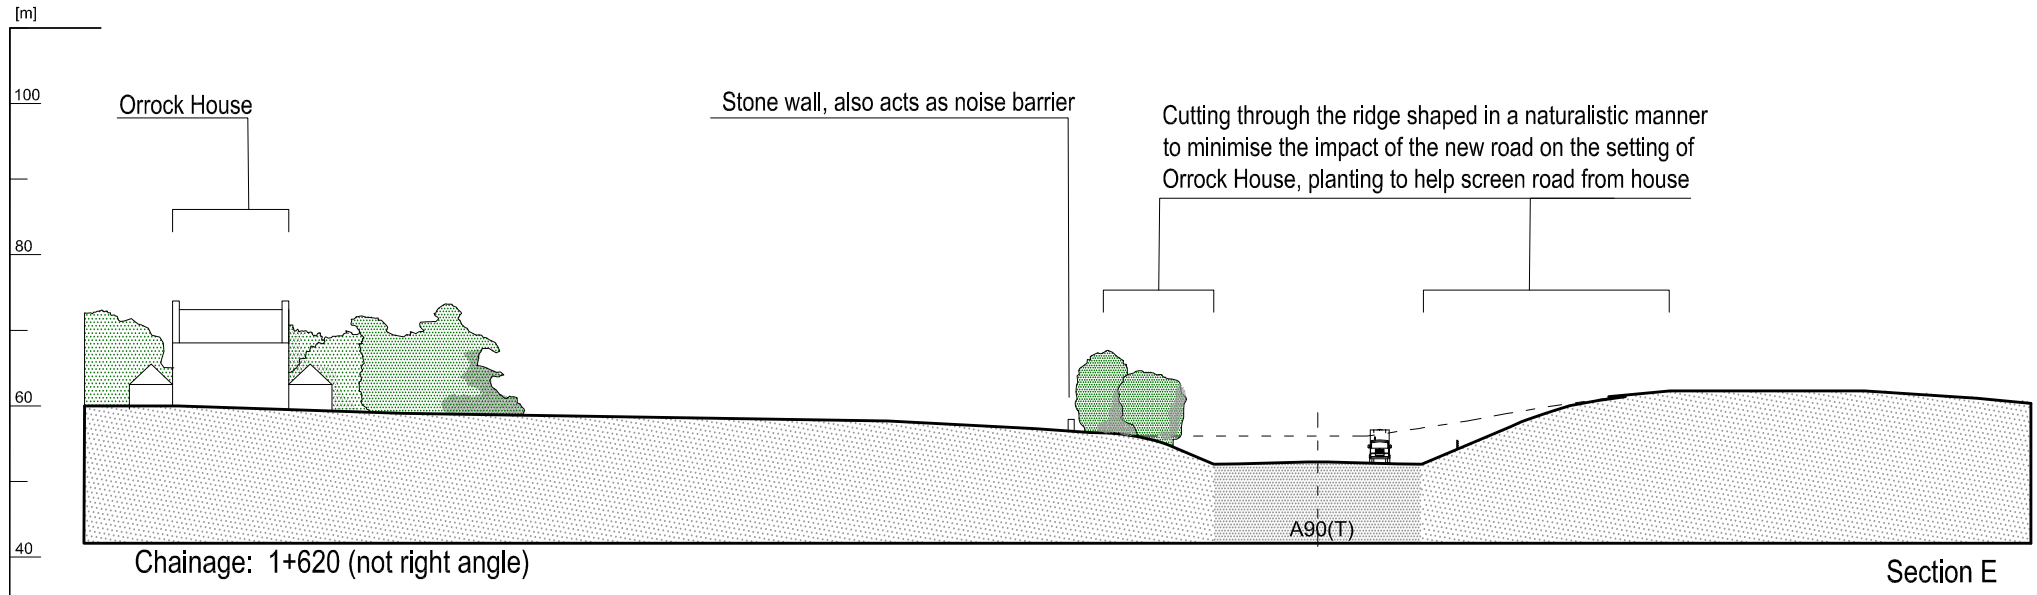 [m]
100
80
60
40
Orrock House
Stone wall, also acts as noise barrier
Cutting through the ridge shaped in a naturalistic manner
to minimise the impact of the new road on the setting of
Orrock House, planting to help screen road from house
A90(T)
Chainage: 1+620 (not right angle)
Section E